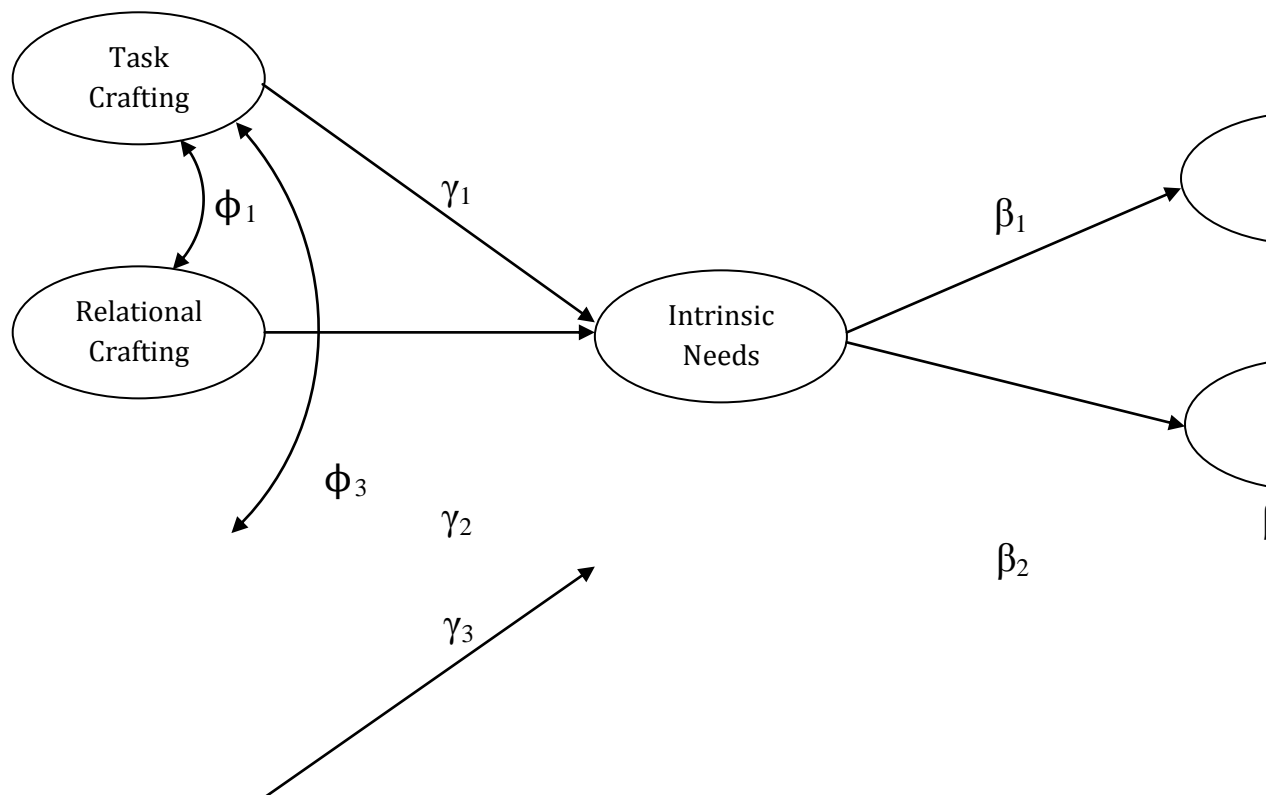 Task
Crafting
γ1
ϕ1
β1
Relational
Crafting
Intrinsic
Needs
ϕ3
γ2
β2
γ3